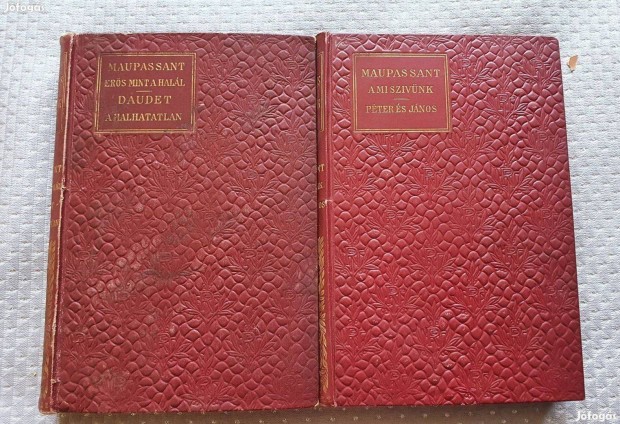 MAUPASSANT
ERŐS MINT A HALÁL
DAUDET
A HALHATATLAN
MAUPASSANT
A MI SZIVÜNK
PÉTER ÉS JÁNOS
Jófogás
Jófogás